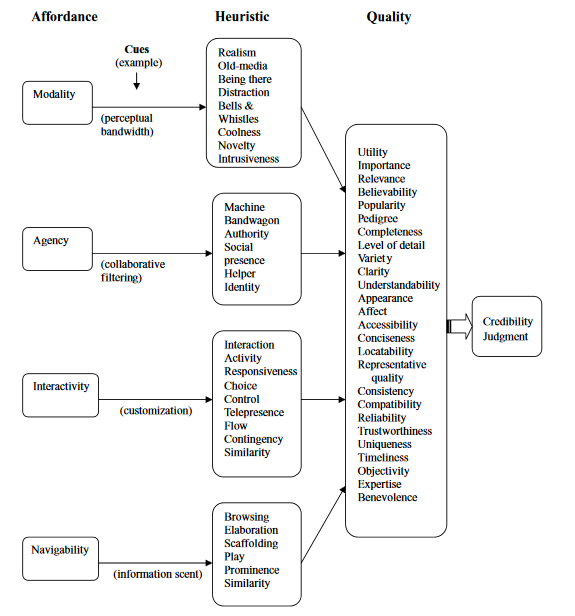 Affordance
Heuristic
Quality
Cues
(example)
Modality
(perceptual
bandwidth)
Realism
Old-media
Being there
Distraction
Bells &
Whistles
Coolness
Novelty
Intrusiveness
Agency
(collaborative
filtering)
Machine
Bandwagon
Authority
Social
presence
Helper
Identity
Interactivity
(customization)
Interaction
Activity
Responsiveness
Choice
Control
Telepresence
Flow
Contingency
Similarity
Navigability
(information scent)
Browsing
Elaboration
Scaffolding
Play
Prominence
Similarity
Utility
Importance
Relevance
Believability
Popularity
Pedigree
Completeness
Level of detail
Variety
Clarity
Understandability
Appearance
Affect
Accessibility
Conciseness
Locatability
Representative
quality
Consistency
Compatibility
Reliability
Trustworthiness
Uniqueness
Timeliness
Objectivity
Expertise
Benevolence
Credibility
Judgment